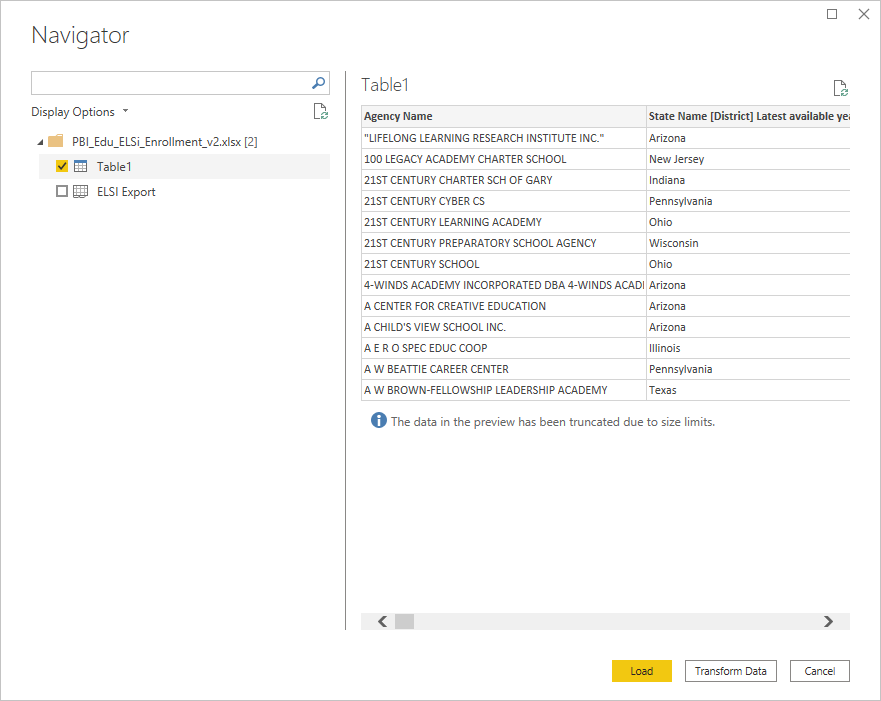 Navigator
Display Options
PBI_Edu_ELSi_Enrollment_v2.xlsx [2]
Table1
ELSI Export
Table1
Agency Name State Name [District] Latest available yea
"LIFELONG LEARNING RESEARCH INSTITUTE INC." Arizona
100 LEGACY ACADEMY CHARTER SCHOOL New Jersey
21ST CENTURY CHARTER SCH OF GARY Indiana
21ST CENTURY CYBER CS Pennsylvania
21ST CENTURY LEARNING ACADEMY Ohio
21ST CENTURY PREPARATORY SCHOOL AGENCY Wisconsin
21ST CENTURY SCHOOL Ohio
4-WINDS ACADEMY INCORPORATED DBA 4-WINDS ACADI Arizona
A CENTER FOR CREATIVE EDUCATION Arizona
A CHILD'S VIEW SCHOOL INC. Arizona
A E R O SPEC EDUC COOP Illinois
A W BEATTIE CAREER CENTER Pennsylvania
A W BROWN-FELLOWSHIP LEADERSHIP ACADEMY Texas
The data in the preview has been truncated due to size limits.
Load Transform Data Cancel